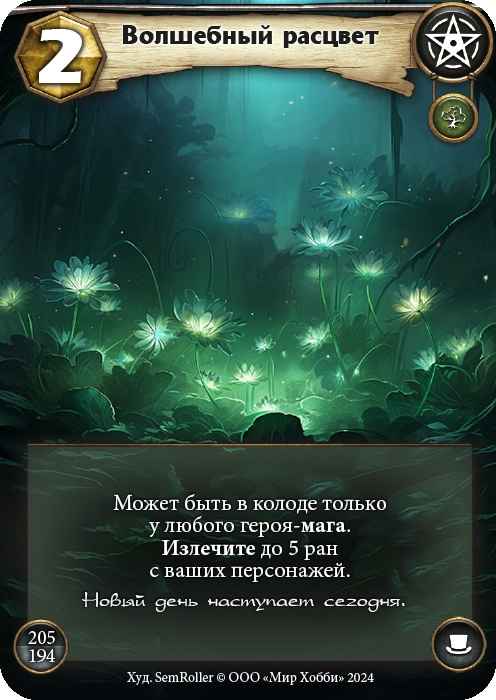 2
Волшебный расцвет
Может быть в колоде только
у любого героя-мага.
Излечите до 5 ран
с ваших персонажей.
Новый день наступает сегодня.
205
194
Худ. SemRoller © ООО «Мир Хобби» 2024